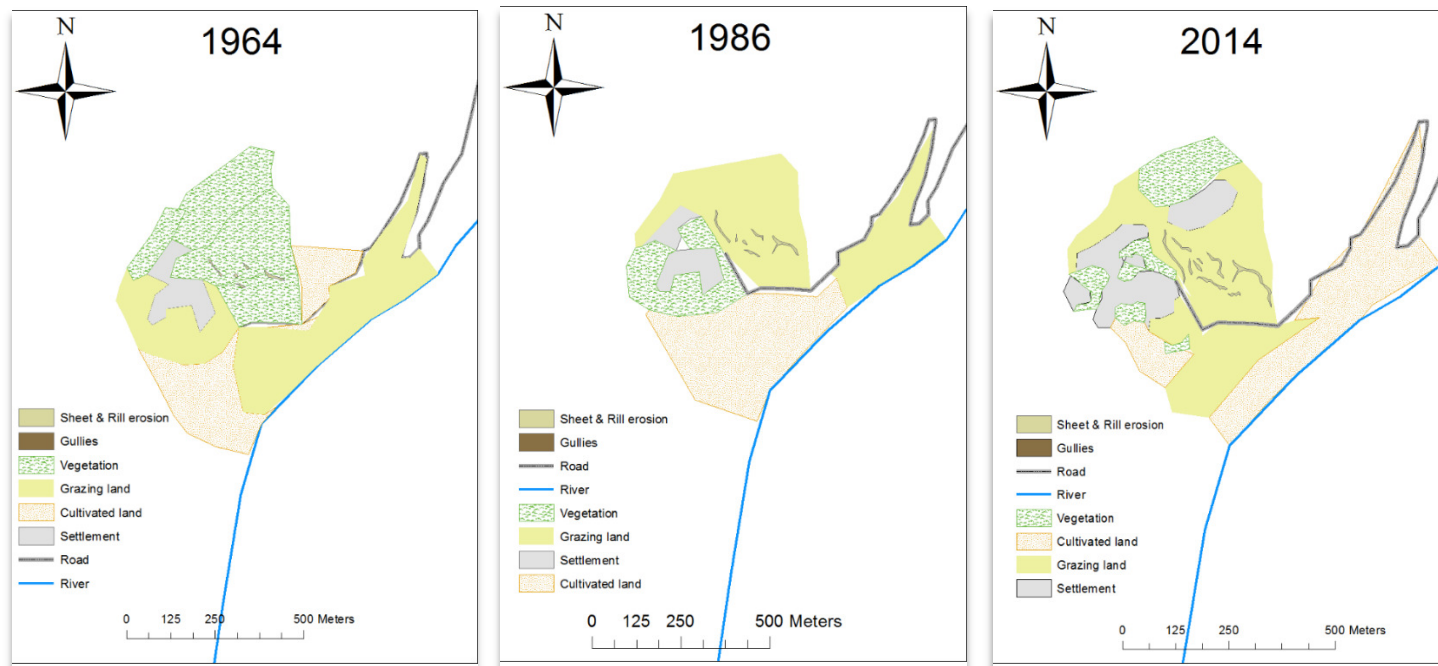 N
1964
Sheet & Rill erosion
Gullies
Vegetation
Grazing land
Cultivated land
Settlement
Road
River
0 125 250 500 Meters
N
1986
Sheet & Rill erosion
Gullies
Road
River
Vegetation
Grazing land
Settlement
Cultivated land
0 125 250 500 Meters
N
2014
Sheet & Rill erosion
Gullies
Road
River
Vegetation
Cultivated land
Grazing land
Settlement
0 125 250 500 Meters